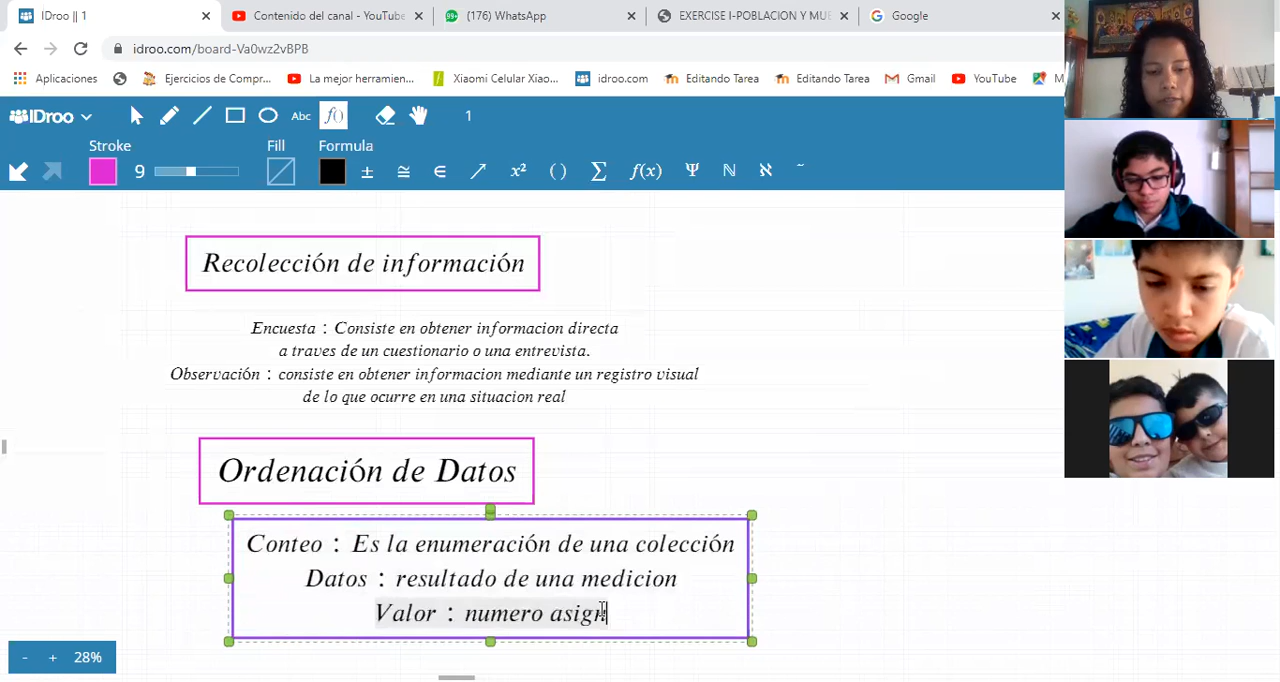 IDroo || 1
Contenido del canal - YouTube
(176) WhatsApp
EXERCISE I-POBLACION Y MUE
Google
idroo.com/board-Va0wz2vBPB
Aplicaciones
Ejercicios de Compr...
La mejor herramien...
Xiaomi Celular Xiao...
idroo.com
Editando Tarea
Editando Tarea
Gmail
YouTube
M
IDroo
Abc
f()
1
Stroke
Fill
Formula
9
± ≅ ∈ x² ( ) ∑ f(x) Ψ ℕ ℵ ~
Recolección de información
Encuesta : Consiste en obtener informacion directa
a traves de un cuestionario o una entrevista.
Observación : consiste en obtener informacion mediante un registro visual
de lo que ocurre en una situacion real
Ordenación de Datos
Conteo : Es la enumeración de una colección
Datos : resultado de una medicion
Valor : numero asign
- + 28%